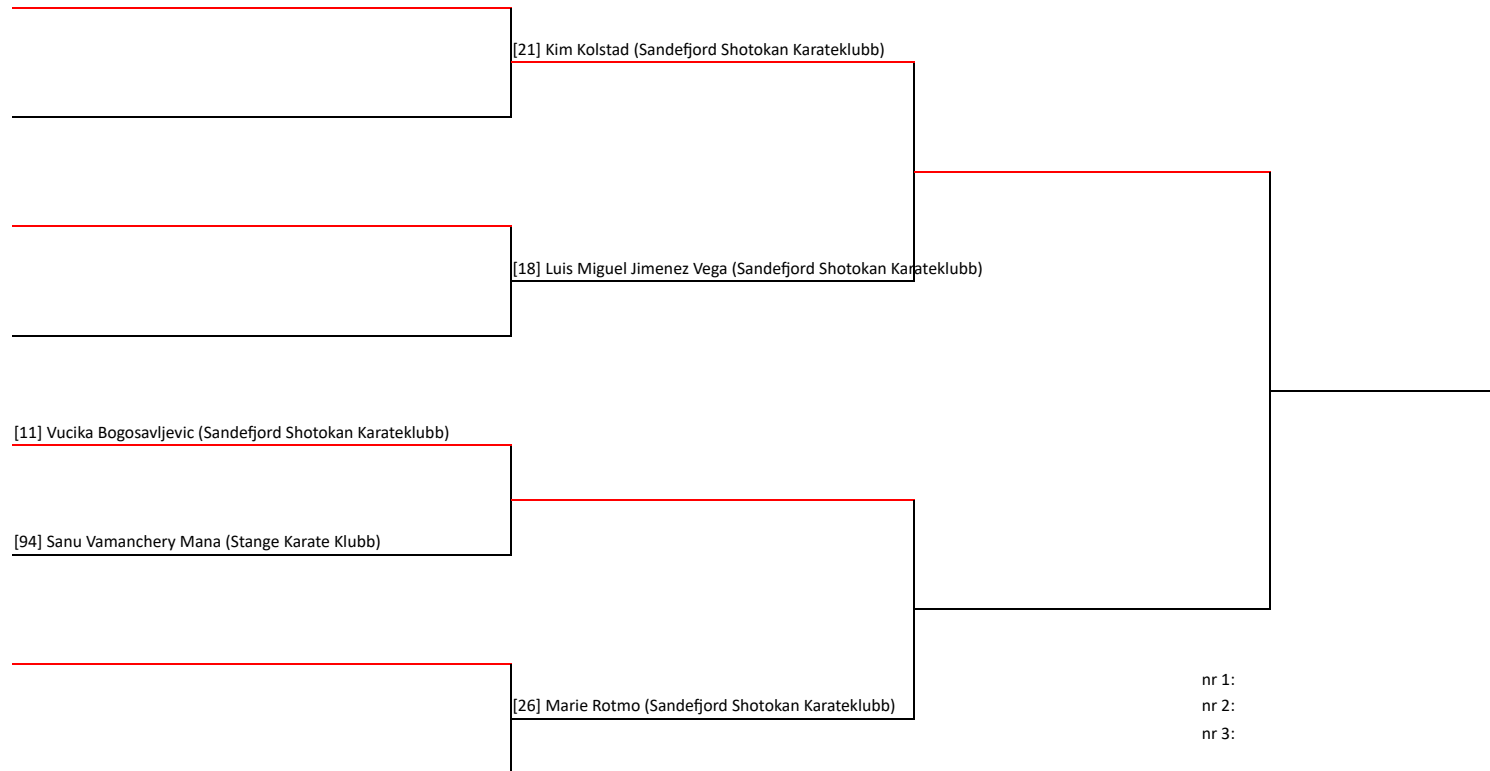 [21] Kim Kolstad (Sandefjord Shotokan Karateklubb)
[18] Luis Miguel Jimenez Vega (Sandefjord Shotokan Karateklubb)
[11] Vucika Bogosavljevic (Sandefjord Shotokan Karateklubb)
[94] Sanu Vamanchery Mana (Stange Karate Klubb)
[26] Marie Rotmo (Sandefjord Shotokan Karateklubb)
nr 1:
nr 2:
nr 3: